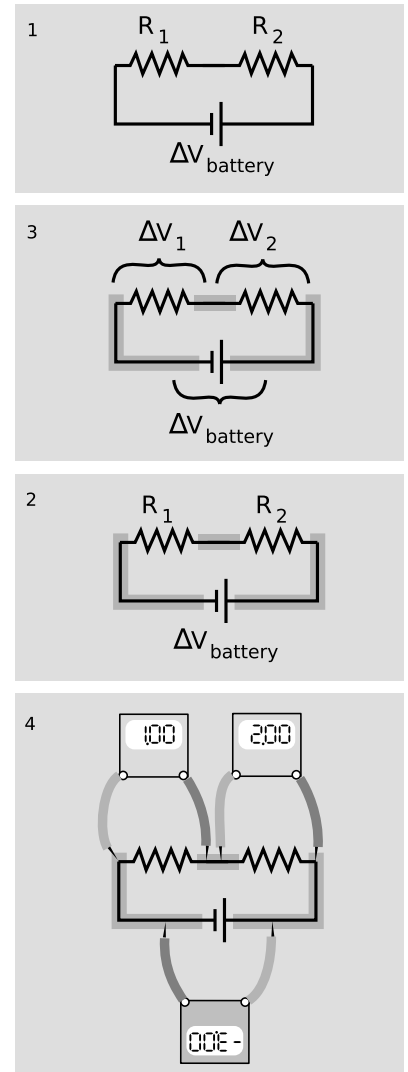 1
R1 R2
ΔVbattery
3
ΔV1 ΔV2
ΔVbattery
2
R1 R2
ΔVbattery
4
1.00 2.00
-3.00